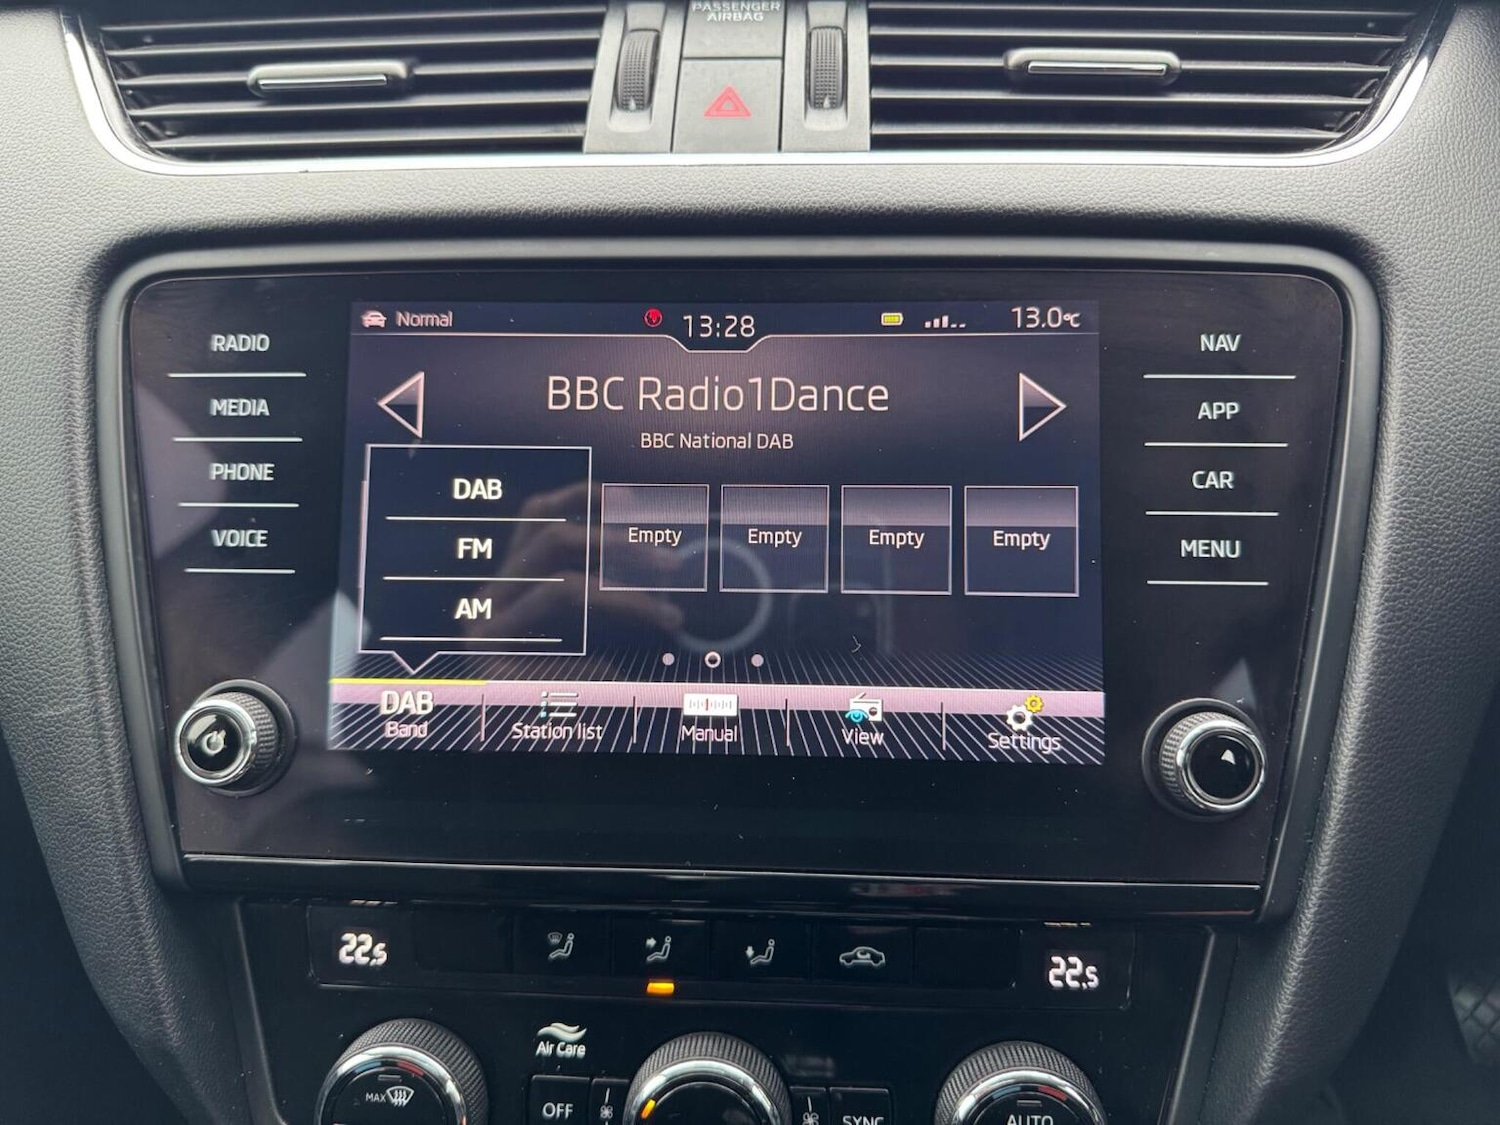 PASSENGER
AIRBAG
Normal
13:28
13.0°C
RADIO
MEDIA
PHONE
VOICE
NAV
APP
CAR
MENU
BBC Radio1Dance
BBC National DAB
DAB
FM
AM
Empty
Empty
Empty
Empty
DAB
Band
Station list
Manual
View
Settings
22.5
22.5
Air Care
MAX
OFF
SYNC
AUTO